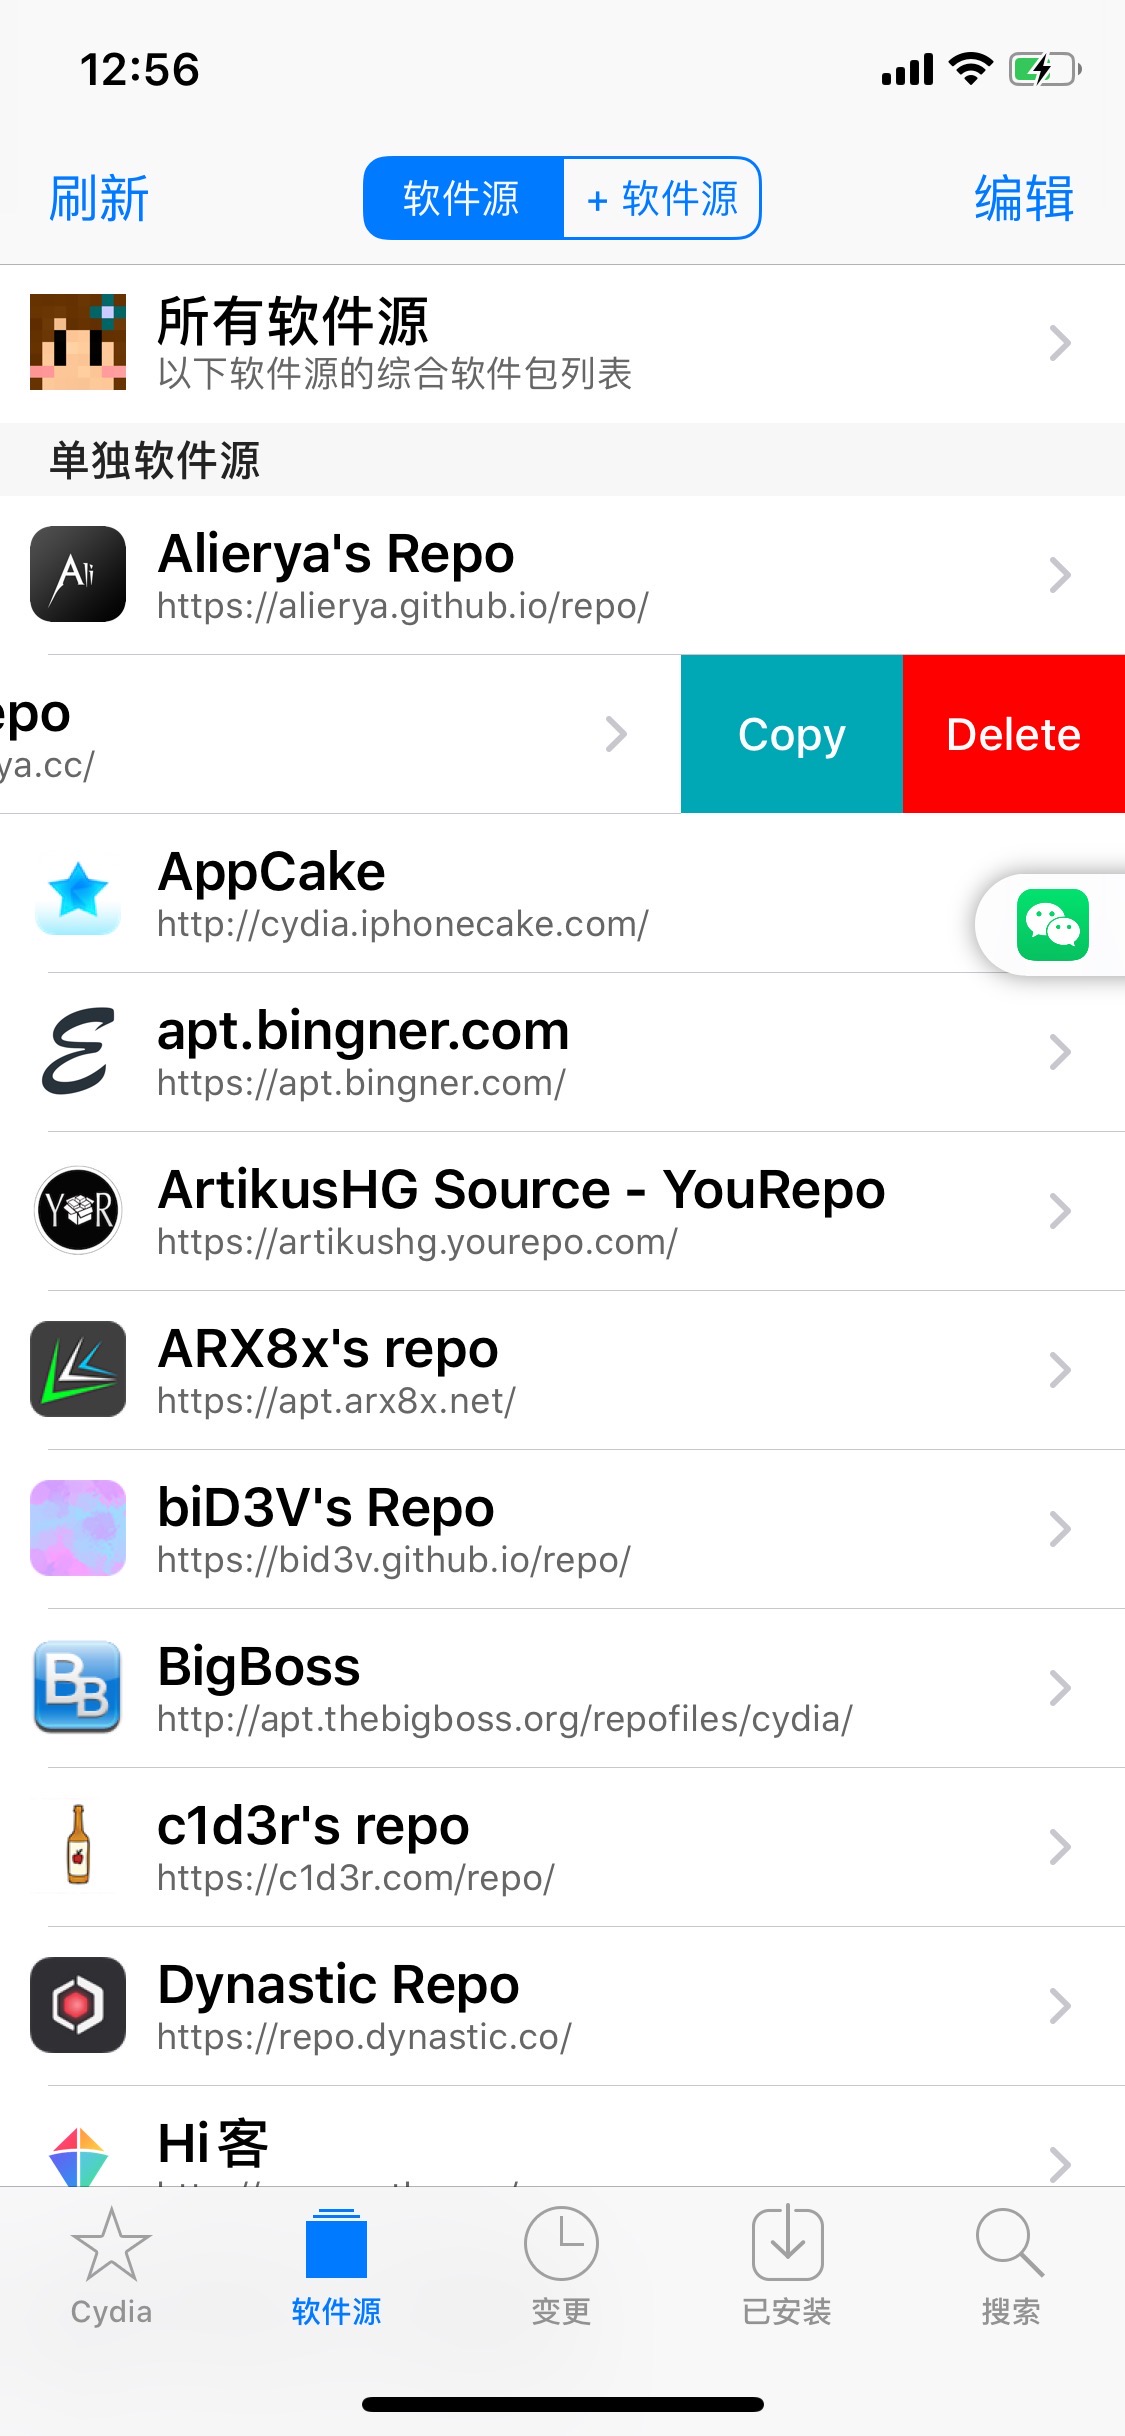 12:56
刷新
软件源
+ 软件源
编辑
所有软件源
以下软件源的综合软件包列表
单独软件源
Ali
Alierya's Repo
https://alierya.github.io/repo/
epo
ya.cc/
Copy
Delete
AppCake
http://cydia.iphonecake.com/
apt.bingner.com
https://apt.bingner.com/
Y R
ArtikusHG Source - YouRepo
https://artikushg.yourepo.com/
ARX8x's repo
https://apt.arx8x.net/
biD3V's Repo
https://bid3v.github.io/repo/
BB
BigBoss
http://apt.thebigboss.org/repofiles/cydia/
c1d3r's repo
https://c1d3r.com/repo/
Dynastic Repo
https://repo.dynastic.co/
Hi客
Cydia
软件源
变更
已安装
搜索